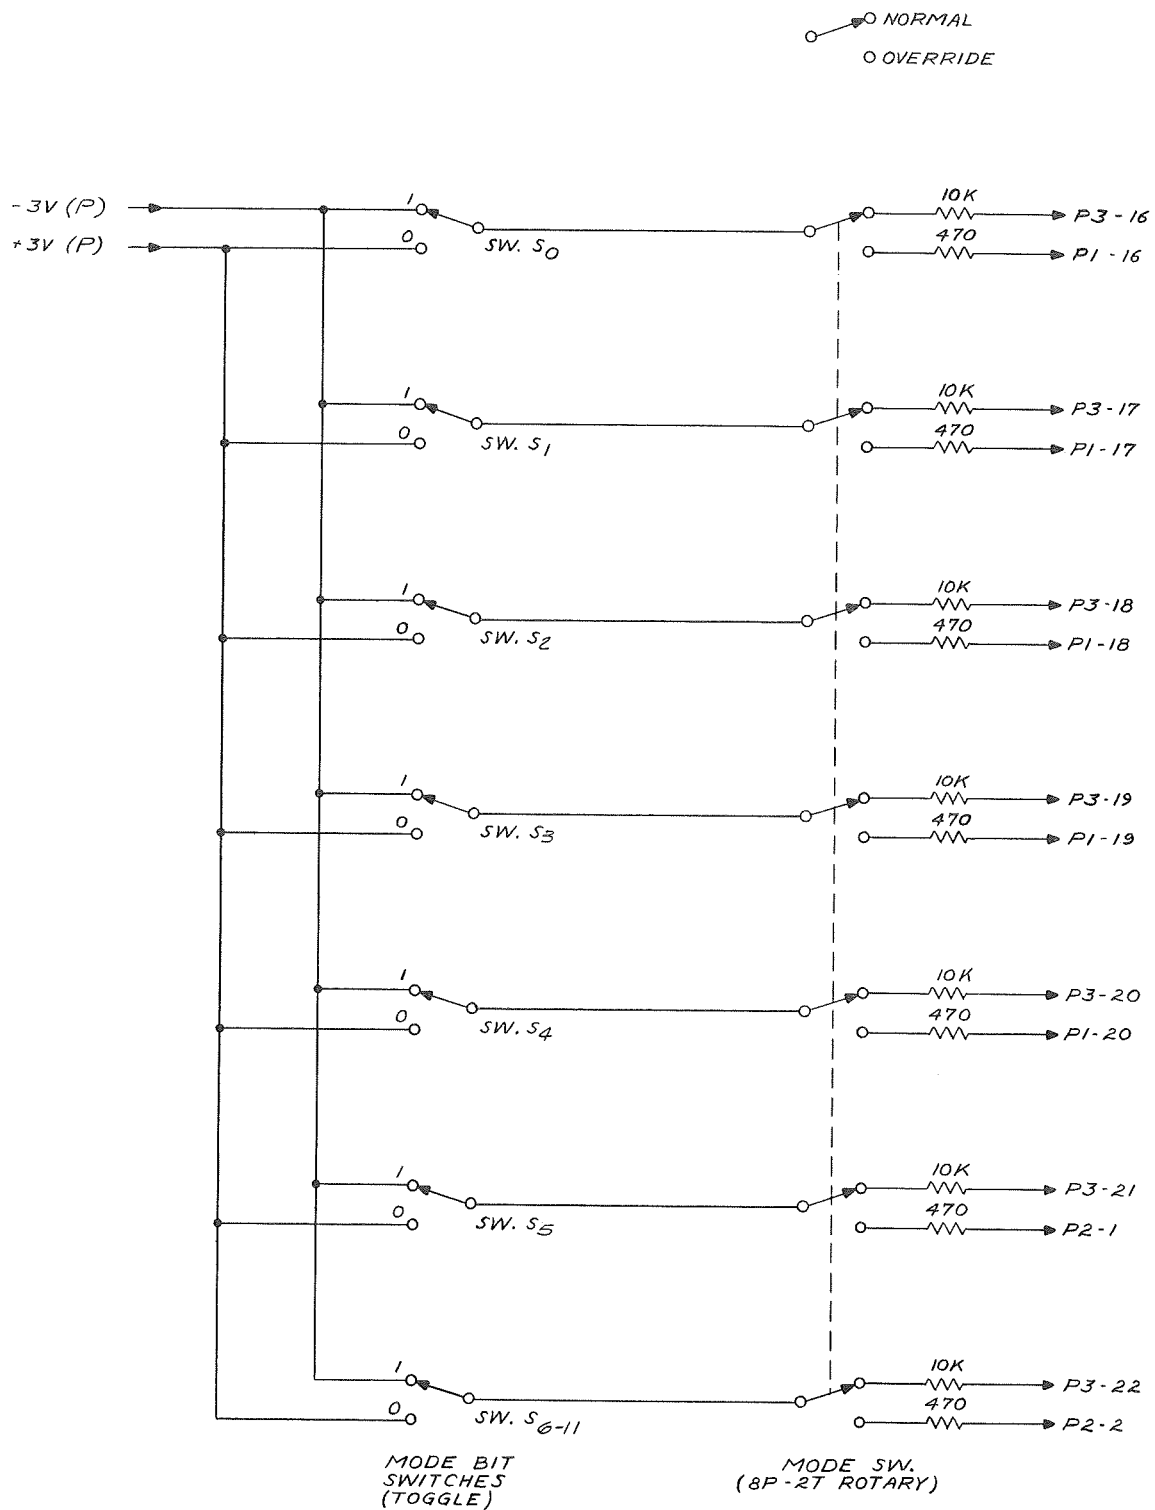 NORMAL
OVERRIDE
-3V (P)
+3V (P)
1
0
SW. S0
10K
P3-16
470
P1-16
1
0
SW. S1
10K
P3-17
470
P1-17
1
0
SW. S2
10K
P3-18
470
P1-18
1
0
SW. S3
10K
P3-19
470
P1-19
1
0
SW. S4
10K
P3-20
470
P1-20
1
0
SW. S5
10K
P3-21
470
P2-1
1
0
SW. S6-11
10K
P3-22
470
P2-2
MODE BIT
SWITCHES
(TOGGLE)
MODE SW.
(8P-2T ROTARY)